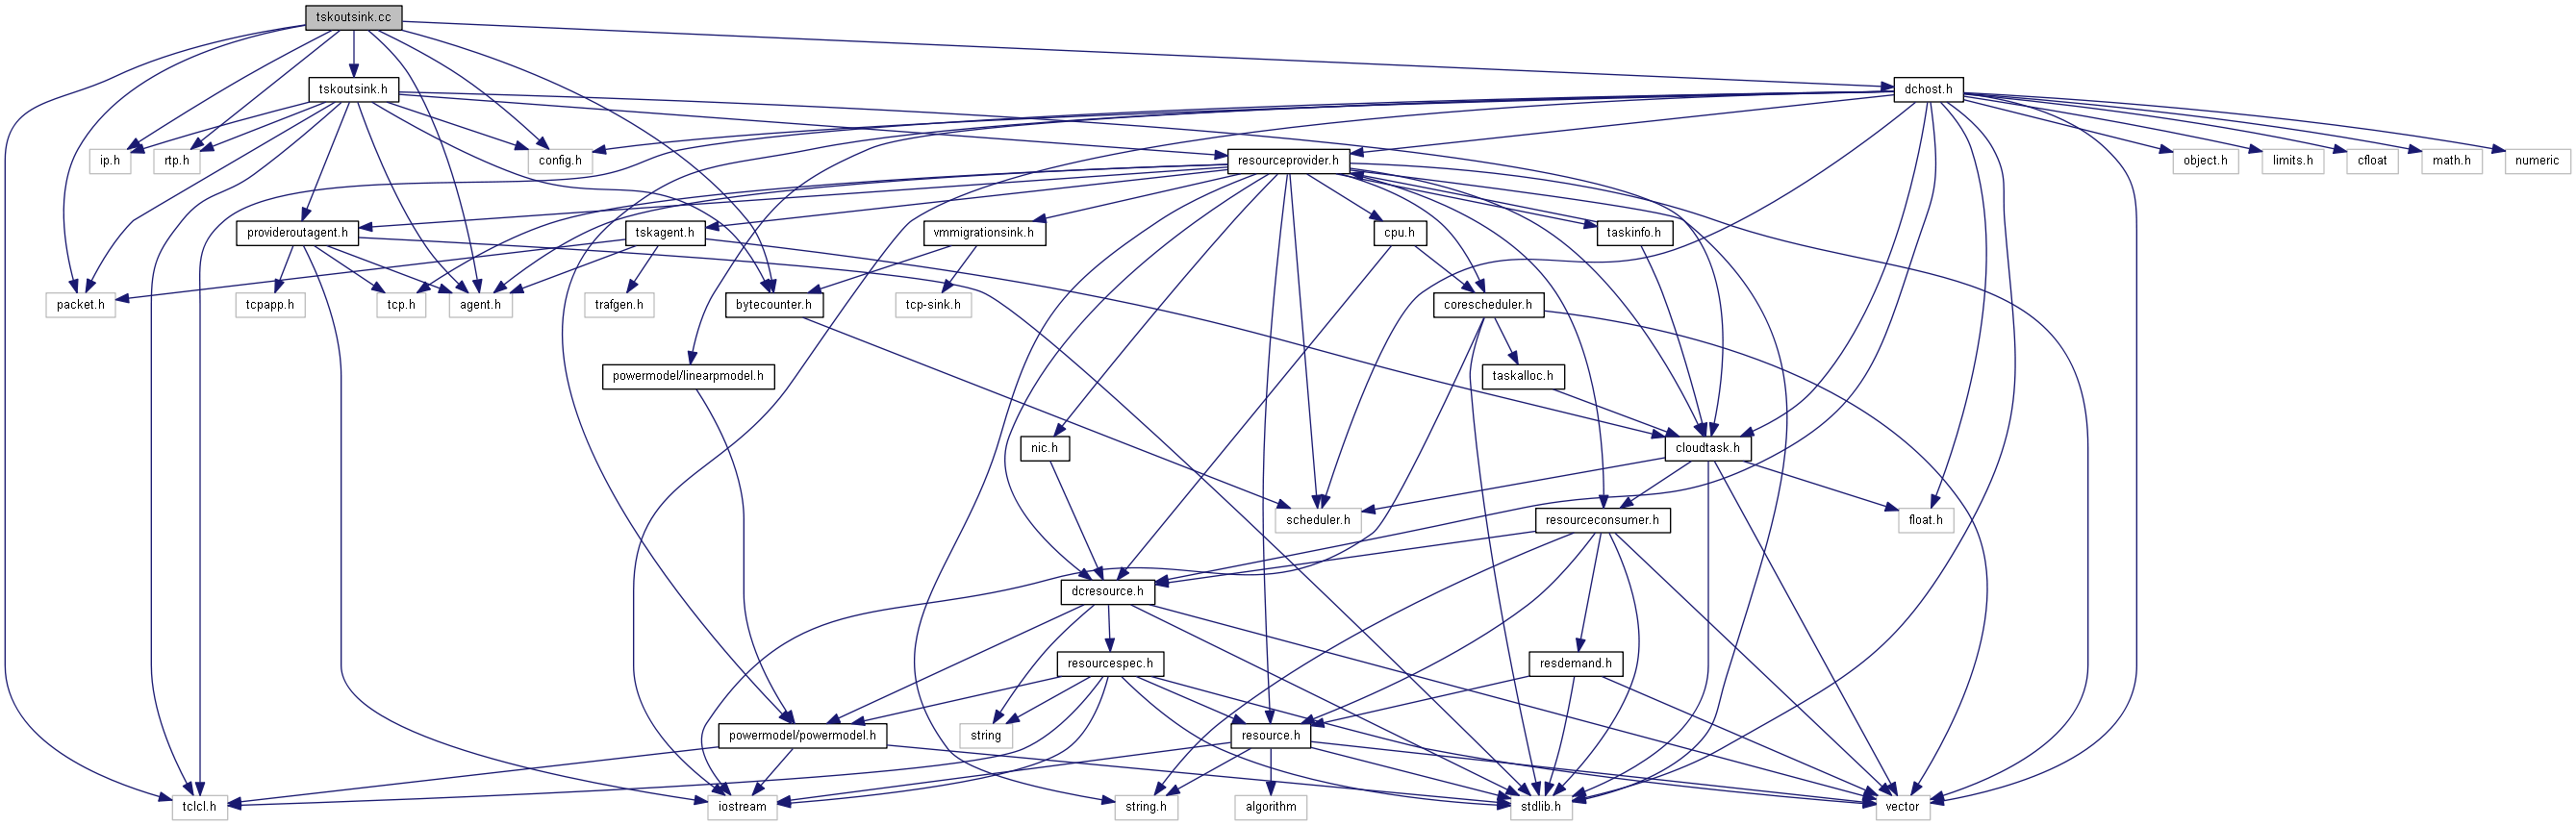 tskoutsink.cc
tskoutsink.h
dchost.h
ip.h
rtp.h
config.h
resourceprovider.h
object.h
limits.h
cfloat
math.h
numeric
provideroutagent.h
tskagent.h
vmmigrationsink.h
cpu.h
taskinfo.h
packet.h
tcpapp.h
tcp.h
agent.h
trafgen.h
bytecounter.h
tcp-sink.h
corescheduler.h
powermodel/linearpmodel.h
taskalloc.h
nic.h
cloudtask.h
scheduler.h
resourceconsumer.h
float.h
dcresource.h
resourcespec.h
resdemand.h
powermodel/powermodel.h
string
resource.h
tclcl.h
iostream
string.h
algorithm
stdlib.h
vector